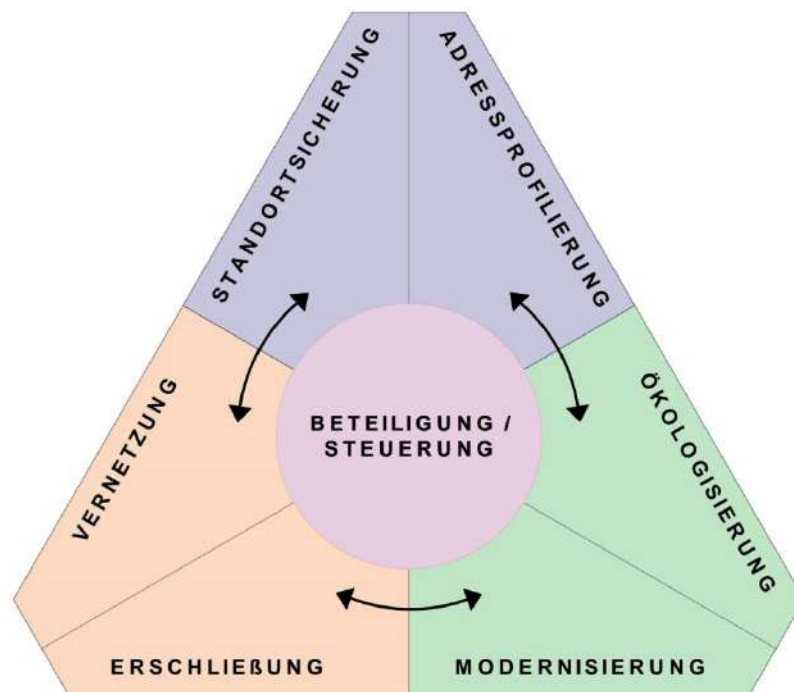 STANDORTSICHERUNG
ADRESSPROFILIERUNG
VERNETZUNG
BETEILIGUNG /
STEUERUNG
ÖKOLOGISIERUNG
ERSCHLIEßUNG
MODERNISIERUNG